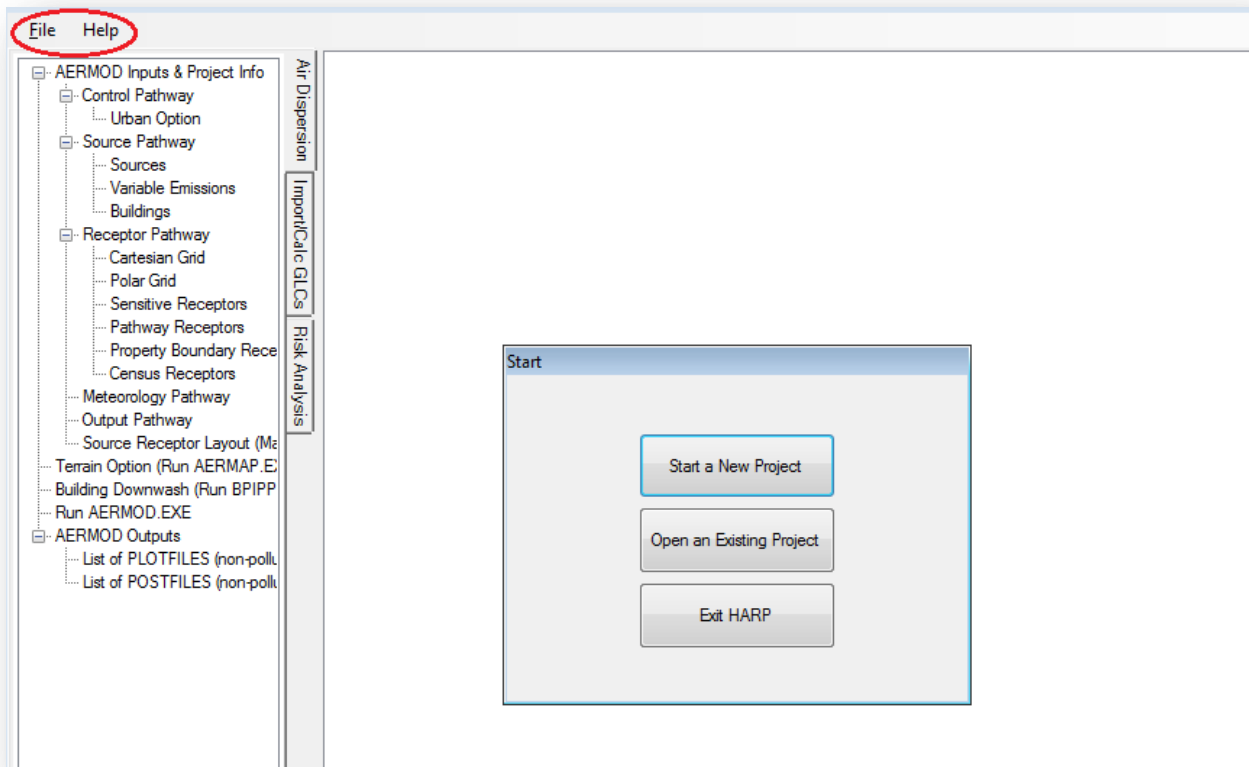 File Help
AERMOD Inputs & Project Info
Control Pathway
Urban Option
Source Pathway
Sources
Variable Emissions
Buildings
Receptor Pathway
Cartesian Grid
Polar Grid
Sensitive Receptors
Pathway Receptors
Property Boundary Rece
Census Receptors
Meteorology Pathway
Output Pathway
Source Receptor Layout (Ma
Terrain Option (Run AERMAP.E
Building Downwash (Run BPIPP
Run AERMOD.EXE
AERMOD Outputs
List of PLOTFILES (non-pollu
List of POSTFILES (non-pollu
Air Dispersion
Import/Calc GLCs
Risk Analysis
Start
Start a New Project
Open an Existing Project
Exit HARP